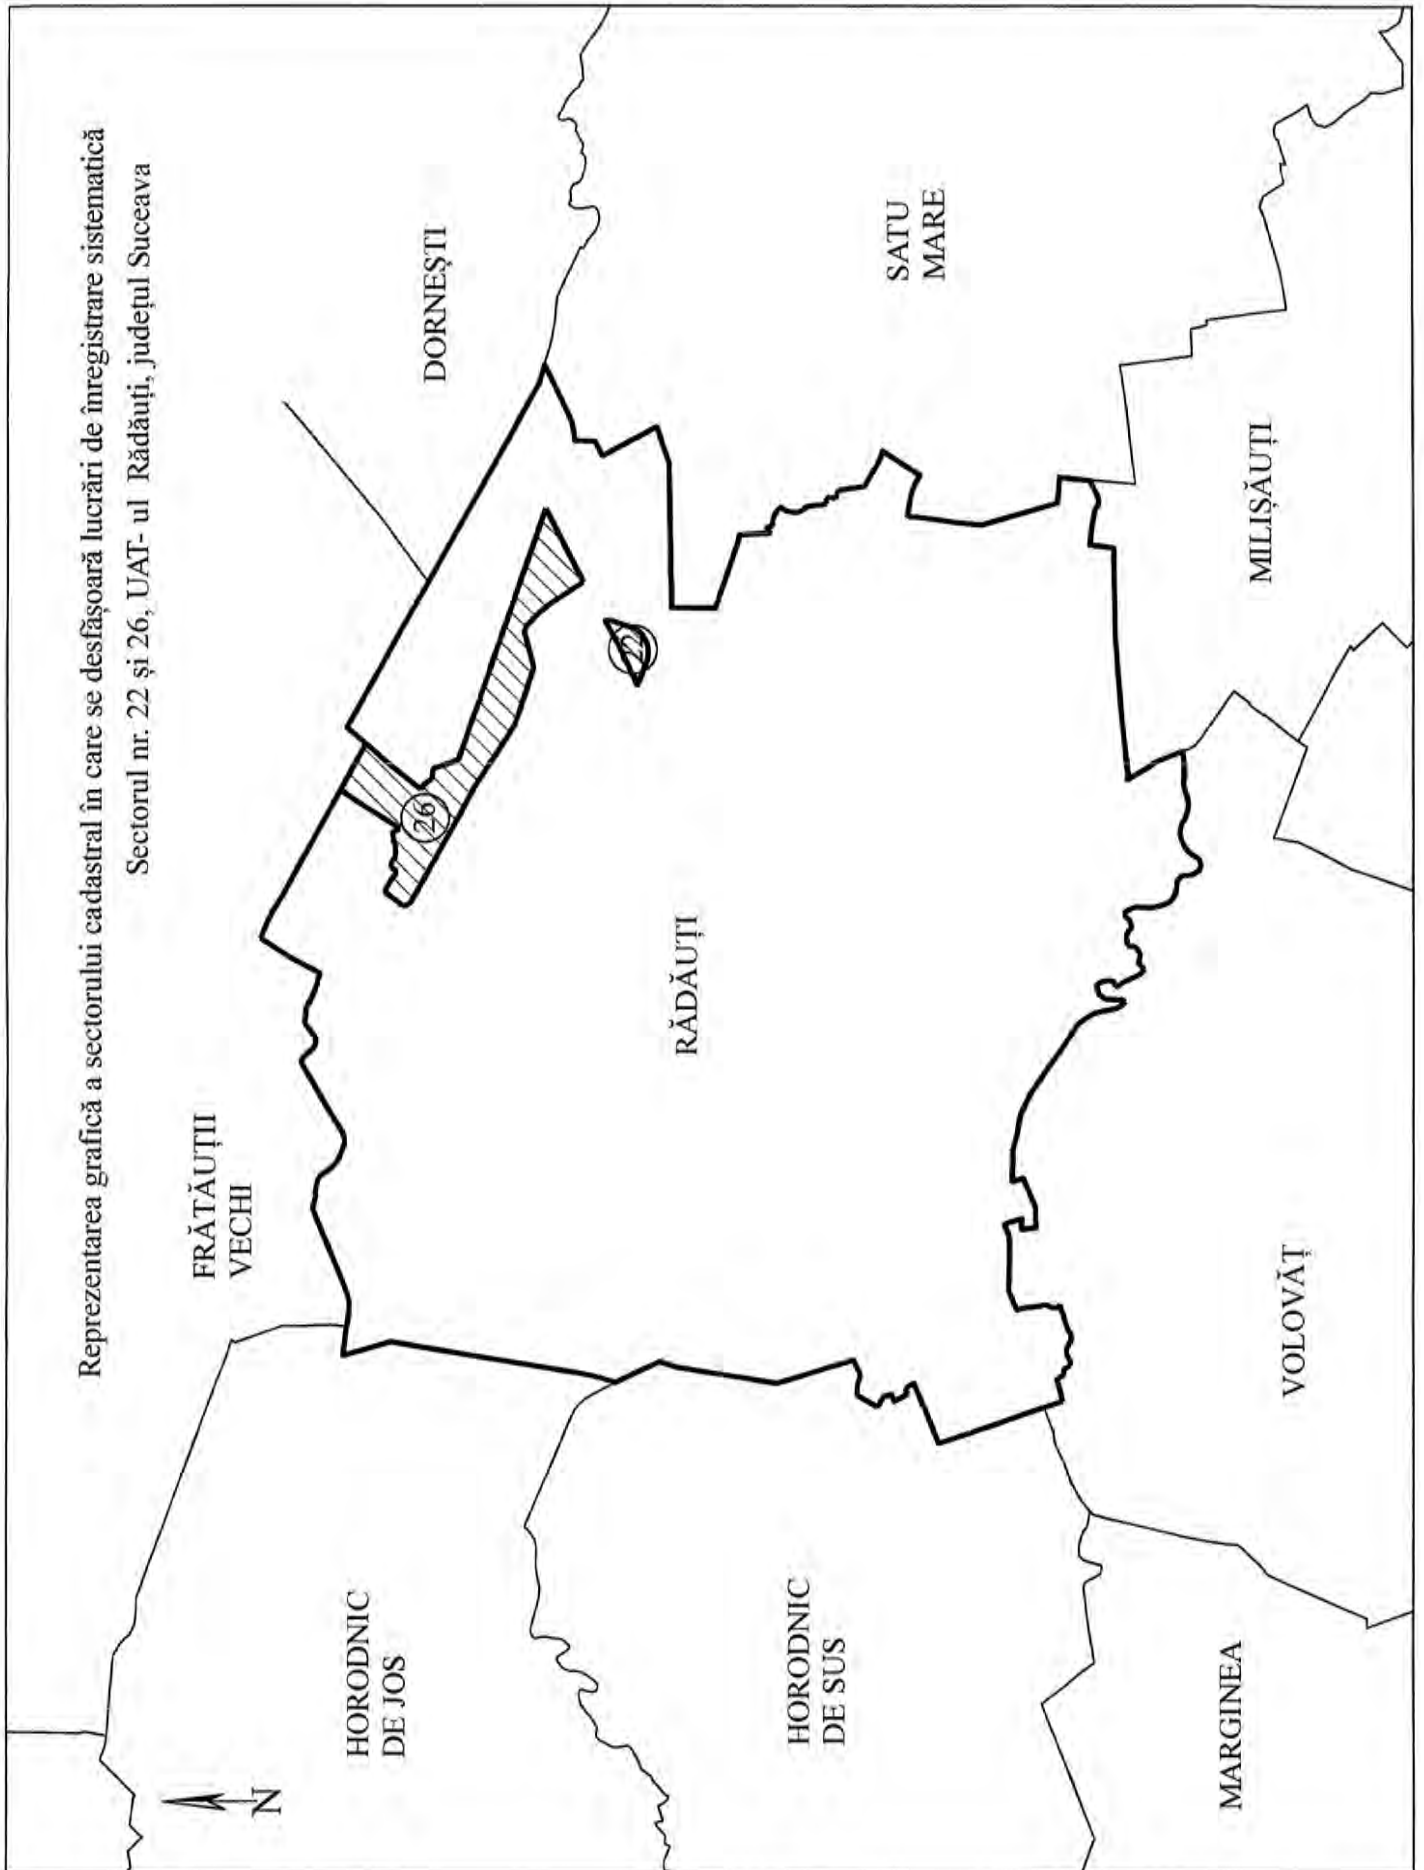 Reprezentarea grafică a sectorului cadastral în care se desfășoară lucrări de înregistrare sistematică
Sectorul nr. 22 și 26, UAT- ul Rădăuți, județul Suceava
N
FRĂTĂUȚII
VECHI
DORNEȘTI
HORODNIC
DE JOS
26
22
RĂDĂUȚI
SATU
MARE
HORODNIC
DE SUS
MARGINEA
VOLOVĂȚ
MILIȘĂUȚI